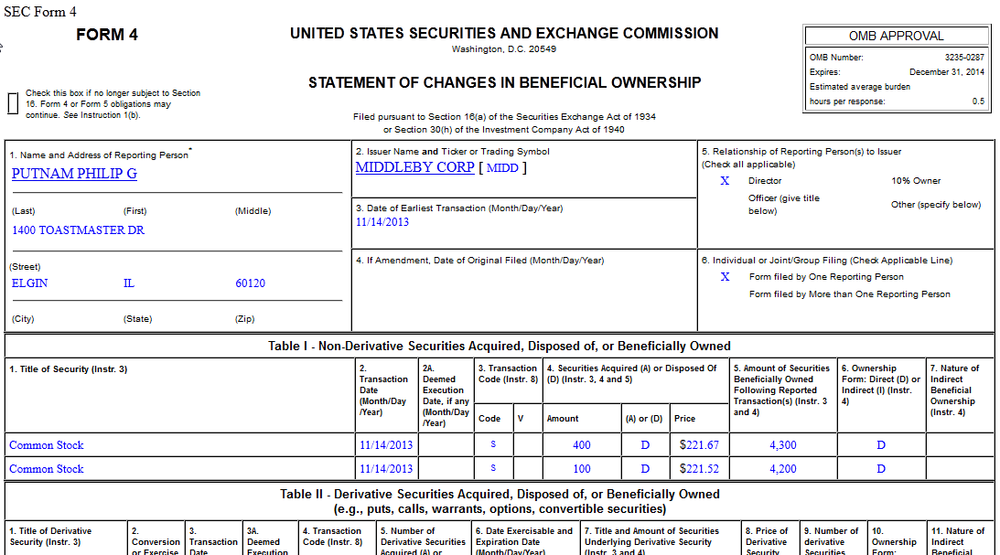 SEC Form 4
FORM 4
UNITED STATES SECURITIES AND EXCHANGE COMMISSION
Washington, D.C. 20549
STATEMENT OF CHANGES IN BENEFICIAL OWNERSHIP
Filed pursuant to Section 16(a) of the Securities Exchange Act of 1934
or Section 30(h) of the Investment Company Act of 1940
OMB APPROVAL
OMB Number: 3235-0287
Expires: December 31, 2014
Estimated average burden
hours per response: 0.5
Check this box if no longer subject to Section
16. Form 4 or Form 5 obligations may
continue. See Instruction 1(b).
1. Name and Address of Reporting Person*
PUTNAM PHILIP G
(Last) (First) (Middle)
1400 TOASTMASTER DR
(Street)
ELGIN IL 60120
(City) (State) (Zip)
2. Issuer Name and Ticker or Trading Symbol
MIDDLEBY CORP [ MIDD ]
3. Date of Earliest Transaction (Month/Day/Year)
11/14/2013
4. If Amendment, Date of Original Filed (Month/Day/Year)
5. Relationship of Reporting Person(s) to Issuer
(Check all applicable)
X Director 10% Owner
Officer (give title
below) Other (specify below)
6. Individual or Joint/Group Filing (Check Applicable Line)
X Form filed by One Reporting Person
Form filed by More than One Reporting Person
Table I - Non-Derivative Securities Acquired, Disposed of, or Beneficially Owned
1. Title of Security (Instr. 3)
2.
Transaction
Date
(Month/Day
/Year)
2A.
Deemed
Execution
Date, if any
(Month/Day
/Year)
3. Transaction
Code (Instr. 8)
4. Securities Acquired (A) or Disposed Of
(D) (Instr. 3, 4 and 5)
5. Amount of Securities
Beneficially Owned
Following Reported
Transaction(s) (Instr. 3
and 4)
6. Ownership
Form: Direct (D) or
Indirect (I) (Instr.
4)
7. Nature of
Indirect
Beneficial
Ownership
(Instr. 4)
Code V Amount (A) or (D) Price
Common Stock 11/14/2013 S 400 D $221.67 4,300 D
Common Stock 11/14/2013 S 100 D $221.52 4,200 D
Table II - Derivative Securities Acquired, Disposed of, or Beneficially Owned
(e.g., puts, calls, warrants, options, convertible securities)
1. Title of Derivative
Security (Instr. 3)
2.
Conversion
or Exercise
3.
Transaction
Date
3A.
Deemed
Execution
4. Transaction
Code (Instr. 8)
5. Number of
Derivative
Securities
Acquired (A) or
6. Date Exercisable and
Expiration Date
(Month/Day/Year)
7. Title and Amount of Securities
Underlying Derivative Security
(Instr. 3 and 4)
8. Price of
Derivative
Security
9. Number of
derivative
Securities
10.
Ownership
Form:
11. Nature of
Indirect
Beneficial